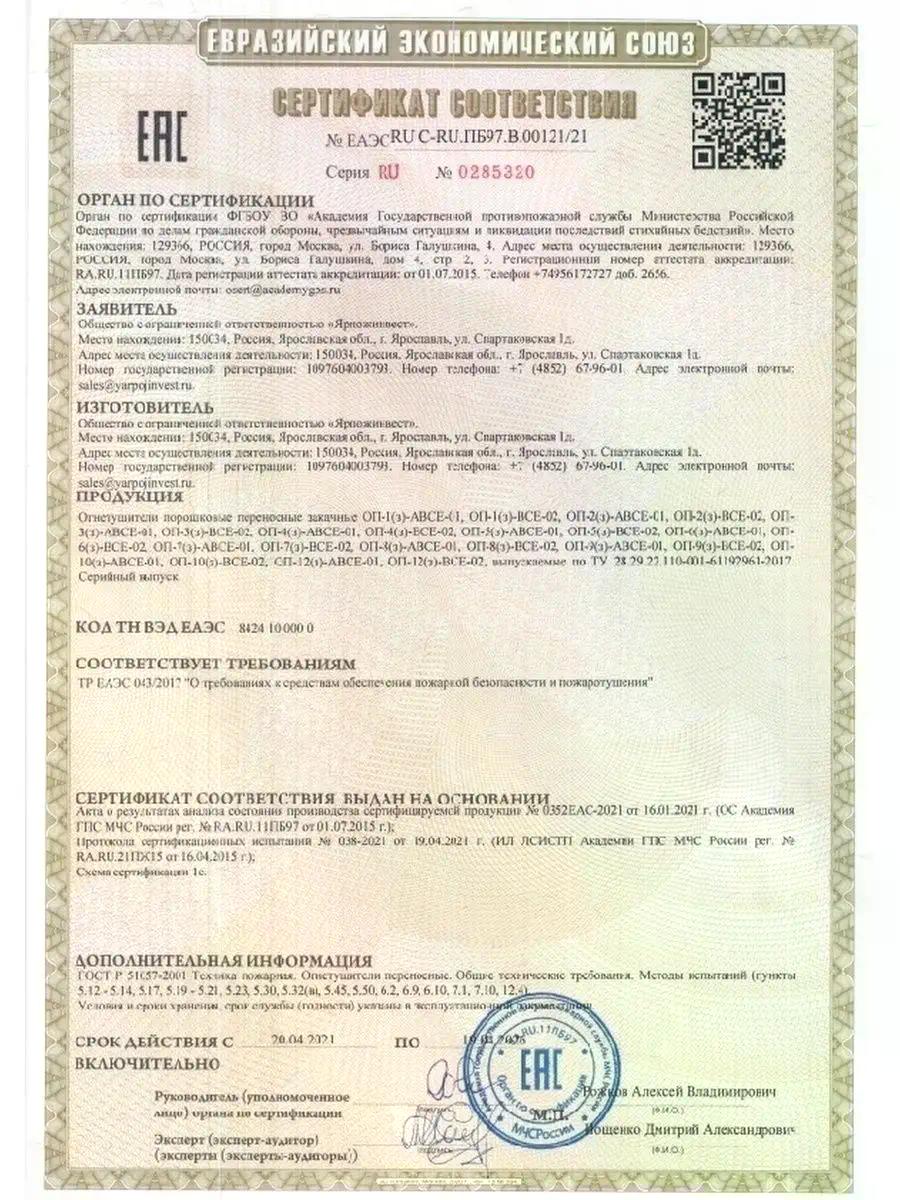 ЕВРАЗИЙСКИЙ ЭКОНОМИЧЕСКИЙ СОЮЗ
ЕАС
СЕРТИФИКАТ СООТВЕТСТВИЯ
№ ЕАЭС RU С-RU.ПБ97.В.00121/21
Серия RU № 0285320
ОРГАН ПО СЕРТИФИКАЦИИ
Орган по сертификации ФГБОУ ВО «Академия Государственной противопожарной службы Министерства Российской
Федерации по делам гражданской обороны, чрезвычайным ситуациям и ликвидации последствий стихийных бедствий». Место
нахождения: 129366, РОССИЯ, город Москва, ул. Бориса Галушкина, 4. Адрес места осуществления деятельности: 129366,
РОССИЯ, город Москва, ул. Бориса Галушкина, дом 4, стр 2, 3. Регистрационный номер аттестата аккредитации:
RA.RU.11ПБ97. Дата регистрации аттестата аккредитации: от 01.07.2015. Телефон +74956172727 доб. 2656.
Адрес электронной почты: osert@academygps.ru
ЗАЯВИТЕЛЬ
Общество с ограниченной ответственностью «Ярпожинвест».
Место нахождения: 150034, Россия, Ярославская обл., г. Ярославль, ул. Спартаковская 1д.
Адрес места осуществления деятельности: 150034, Россия, Ярославская обл., г. Ярославль, ул. Спартаковская 1д.
Номер государственной регистрации: 1097604003793. Номер телефона: +7 (4852) 67-96-01. Адрес электронной почты:
sales@yarpojinvest.ru.
ИЗГОТОВИТЕЛЬ
Общество с ограниченной ответственностью «Ярпожинвест».
Место нахождения: 150034, Россия, Ярославская обл., г. Ярославль, ул. Спартаковская 1д.
Адрес места осуществления деятельности: 150034, Россия, Ярославская обл., г. Ярославль, ул. Спартаковская 1д.
Номер государственной регистрации: 1097604003793. Номер телефона: +7 (4852) 67-96-01. Адрес электронной почты:
sales@yarpojinvest.ru.
ПРОДУКЦИЯ
Огнетушители порошковые переносные закачные ОП-1(з)-АВСЕ-01, ОП-1(з)-ВСЕ-02, ОП-2(з)-АВСЕ-01, ОП-2(з)-ВСЕ-02, ОП-
3(з)-АВСЕ-01, ОП-3(з)-ВСЕ-02, ОП-4(з)-АВСЕ-01, ОП-4(з)-ВСЕ-02, ОП-5(з)-АВСЕ-01, ОП-5(з)-ВСЕ-02, ОП-6(з)-АВСЕ-01, ОП-
6(з)-ВСЕ-02, ОП-7(з)-АВСЕ-01, ОП-7(з)-ВСЕ-02, ОП-8(з)-АВСЕ-01, ОП-8(з)-ВСЕ-02, ОП-9(з)-АВСЕ-01, ОП-9(з)-ВСЕ-02, ОП-
10(з)-АВСЕ-01, ОП-10(з)-ВСЕ-02, ОП-12(з)-АВСЕ-01, ОП-12(з)-ВСЕ-02, выпускаемые по ТУ 28.29.22.110-001-61192961-2017.
Серийный выпуск
КОД ТН ВЭД ЕАЭС 8424 10 000 0
СООТВЕТСТВУЕТ ТРЕБОВАНИЯМ
ТР ЕАЭС 043/2017 "О требованиях к средствам обеспечения пожарной безопасности и пожаротушения"
СЕРТИФИКАТ СООТВЕТСТВИЯ ВЫДАН НА ОСНОВАНИИ
Акта о результатах анализа состояния производства сертифицируемой продукции № 0352ЕАС-2021 от 16.01.2021 г. (ОС Академия
ГПС МЧС России рег. № RA.RU.11ПБ97 от 01.07.2015 г.);
Протокола сертификационных испытаний № 038-2021 от 19.04.2021 г. (ИЛ ЛСИСТП Академии ГПС МЧС России рег. №
RA.RU.21ПЖ15 от 16.04.2015 г.);
Схема сертификации 1с.
ДОПОЛНИТЕЛЬНАЯ ИНФОРМАЦИЯ
ГОСТ Р 51057-2001 Техника пожарная. Огнетушители переносные. Общие технические требования. Методы испытаний (пункты
5.12 - 5.14, 5.17, 5.19 - 5.21, 5.23, 5.30, 5.32(в), 5.45, 5.50, 6.2, 6.9, 6.10, 7.1, 7.10, 12.4).
Условия и сроки хранения, срок службы (годности) указаны в эксплуатационной документации
СРОК ДЕЙСТВИЯ С 20.04.2021 ПО 19.04.2026
ВКЛЮЧИТЕЛЬНО
Руководитель (уполномоченное
лицо) органа по сертификации
Рожков Алексей Владимирович
(Ф.И.О.)
(подпись)
М.П.
ЕАС
RA.RU.11ПБ97
Орган по сертификации
МЧС России
Эксперт (эксперт-аудитор)
(эксперты (эксперты-аудиторы))
(подпись)
Ющенко Дмитрий Александрович
(Ф.И.О.)